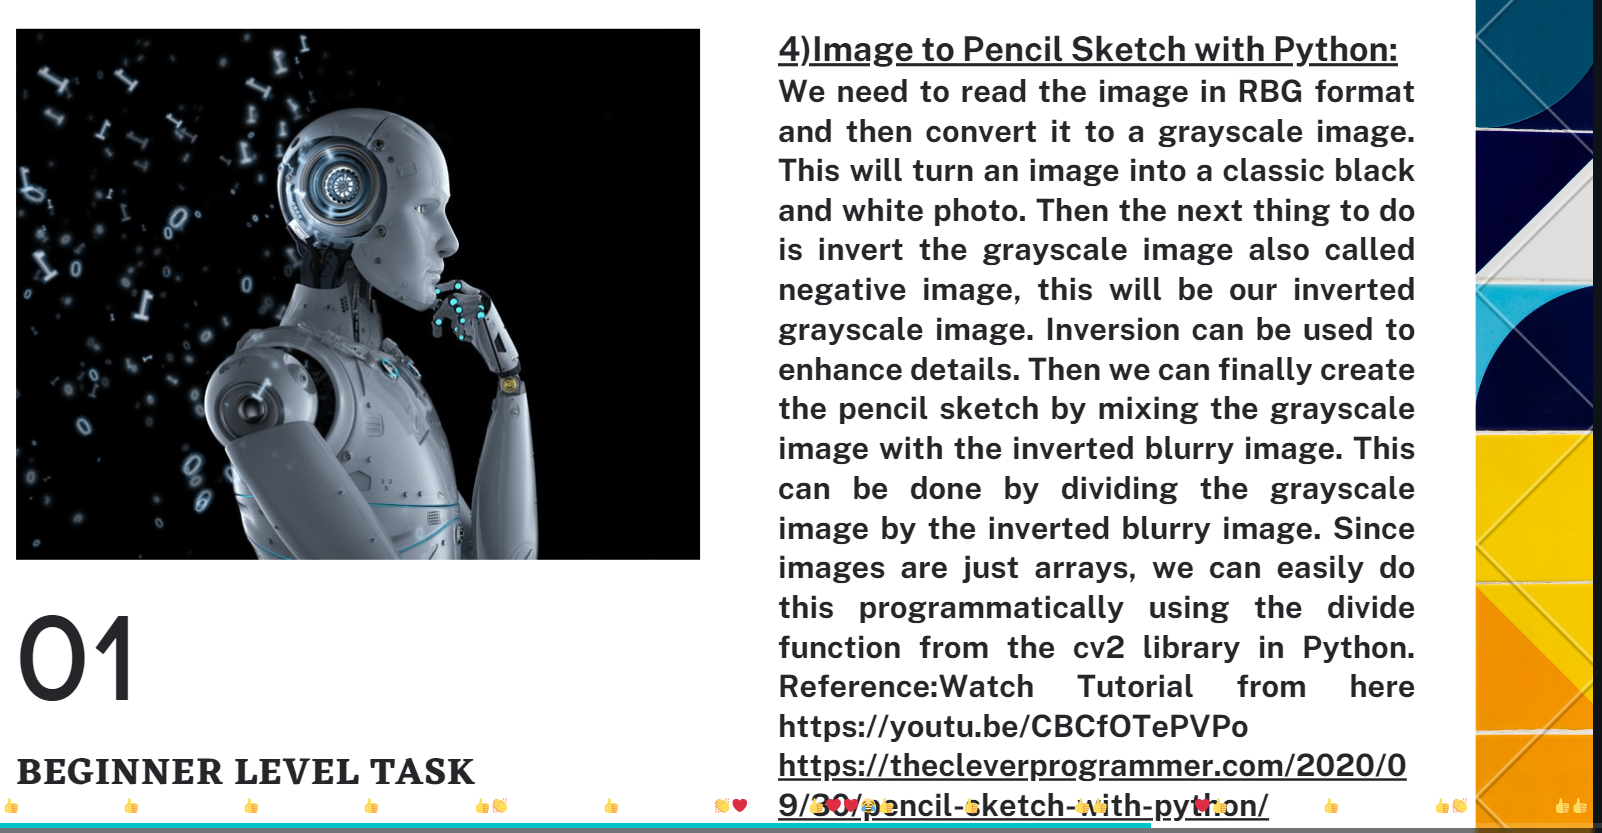 4)Image to Pencil Sketch with Python:
We need to read the image in RBG format
and then convert it to a grayscale image.
This will turn an image into a classic black
and white photo. Then the next thing to do
is invert the grayscale image also called
negative image, this will be our inverted
grayscale image. Inversion can be used to
enhance details. Then we can finally create
the pencil sketch by mixing the grayscale
image with the inverted blurry image. This
can be done by dividing the grayscale
image by the inverted blurry image. Since
images are just arrays, we can easily do
this programmatically using the divide
function from the cv2 library in Python.
Reference:Watch Tutorial from here
https://youtu.be/CBCfOTePVPo
https://thecleverprogrammer.com/2020/0
9/30/pencil-sketch-with-python/
01
BEGINNER LEVEL TASK